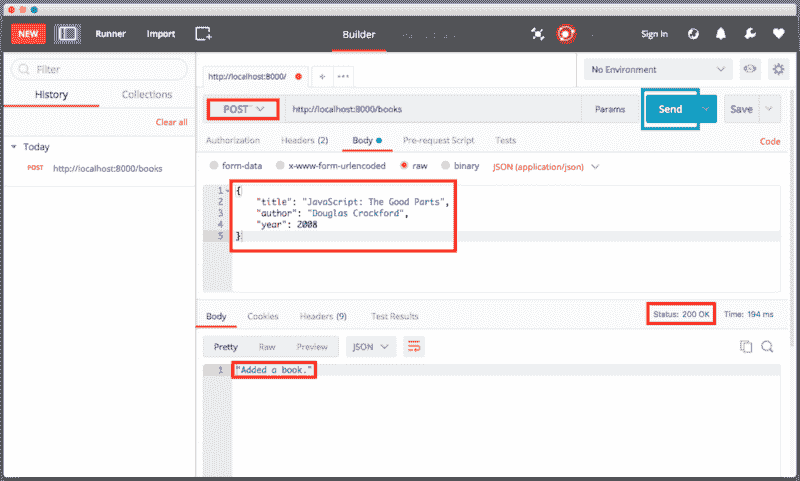 NEW Runner Import Builder Sign In
Filter
History Collections
Clear all
Today
POST http://localhost:8000/books
http://localhost:8000/
No Environment
POST http://localhost:8000/books Params Send Save
Authorization Headers (2) Body Pre-request Script Tests Code
form-data x-www-form-urlencoded raw binary JSON (application/json)
1 {
2 "title": "JavaScript: The Good Parts",
3 "author": "Douglas Crockford",
4 "year": 2008
5 }
Body Cookies Headers (9) Test Results Status: 200 OK Time: 194 ms
Pretty Raw Preview JSON
1 "Added a book."